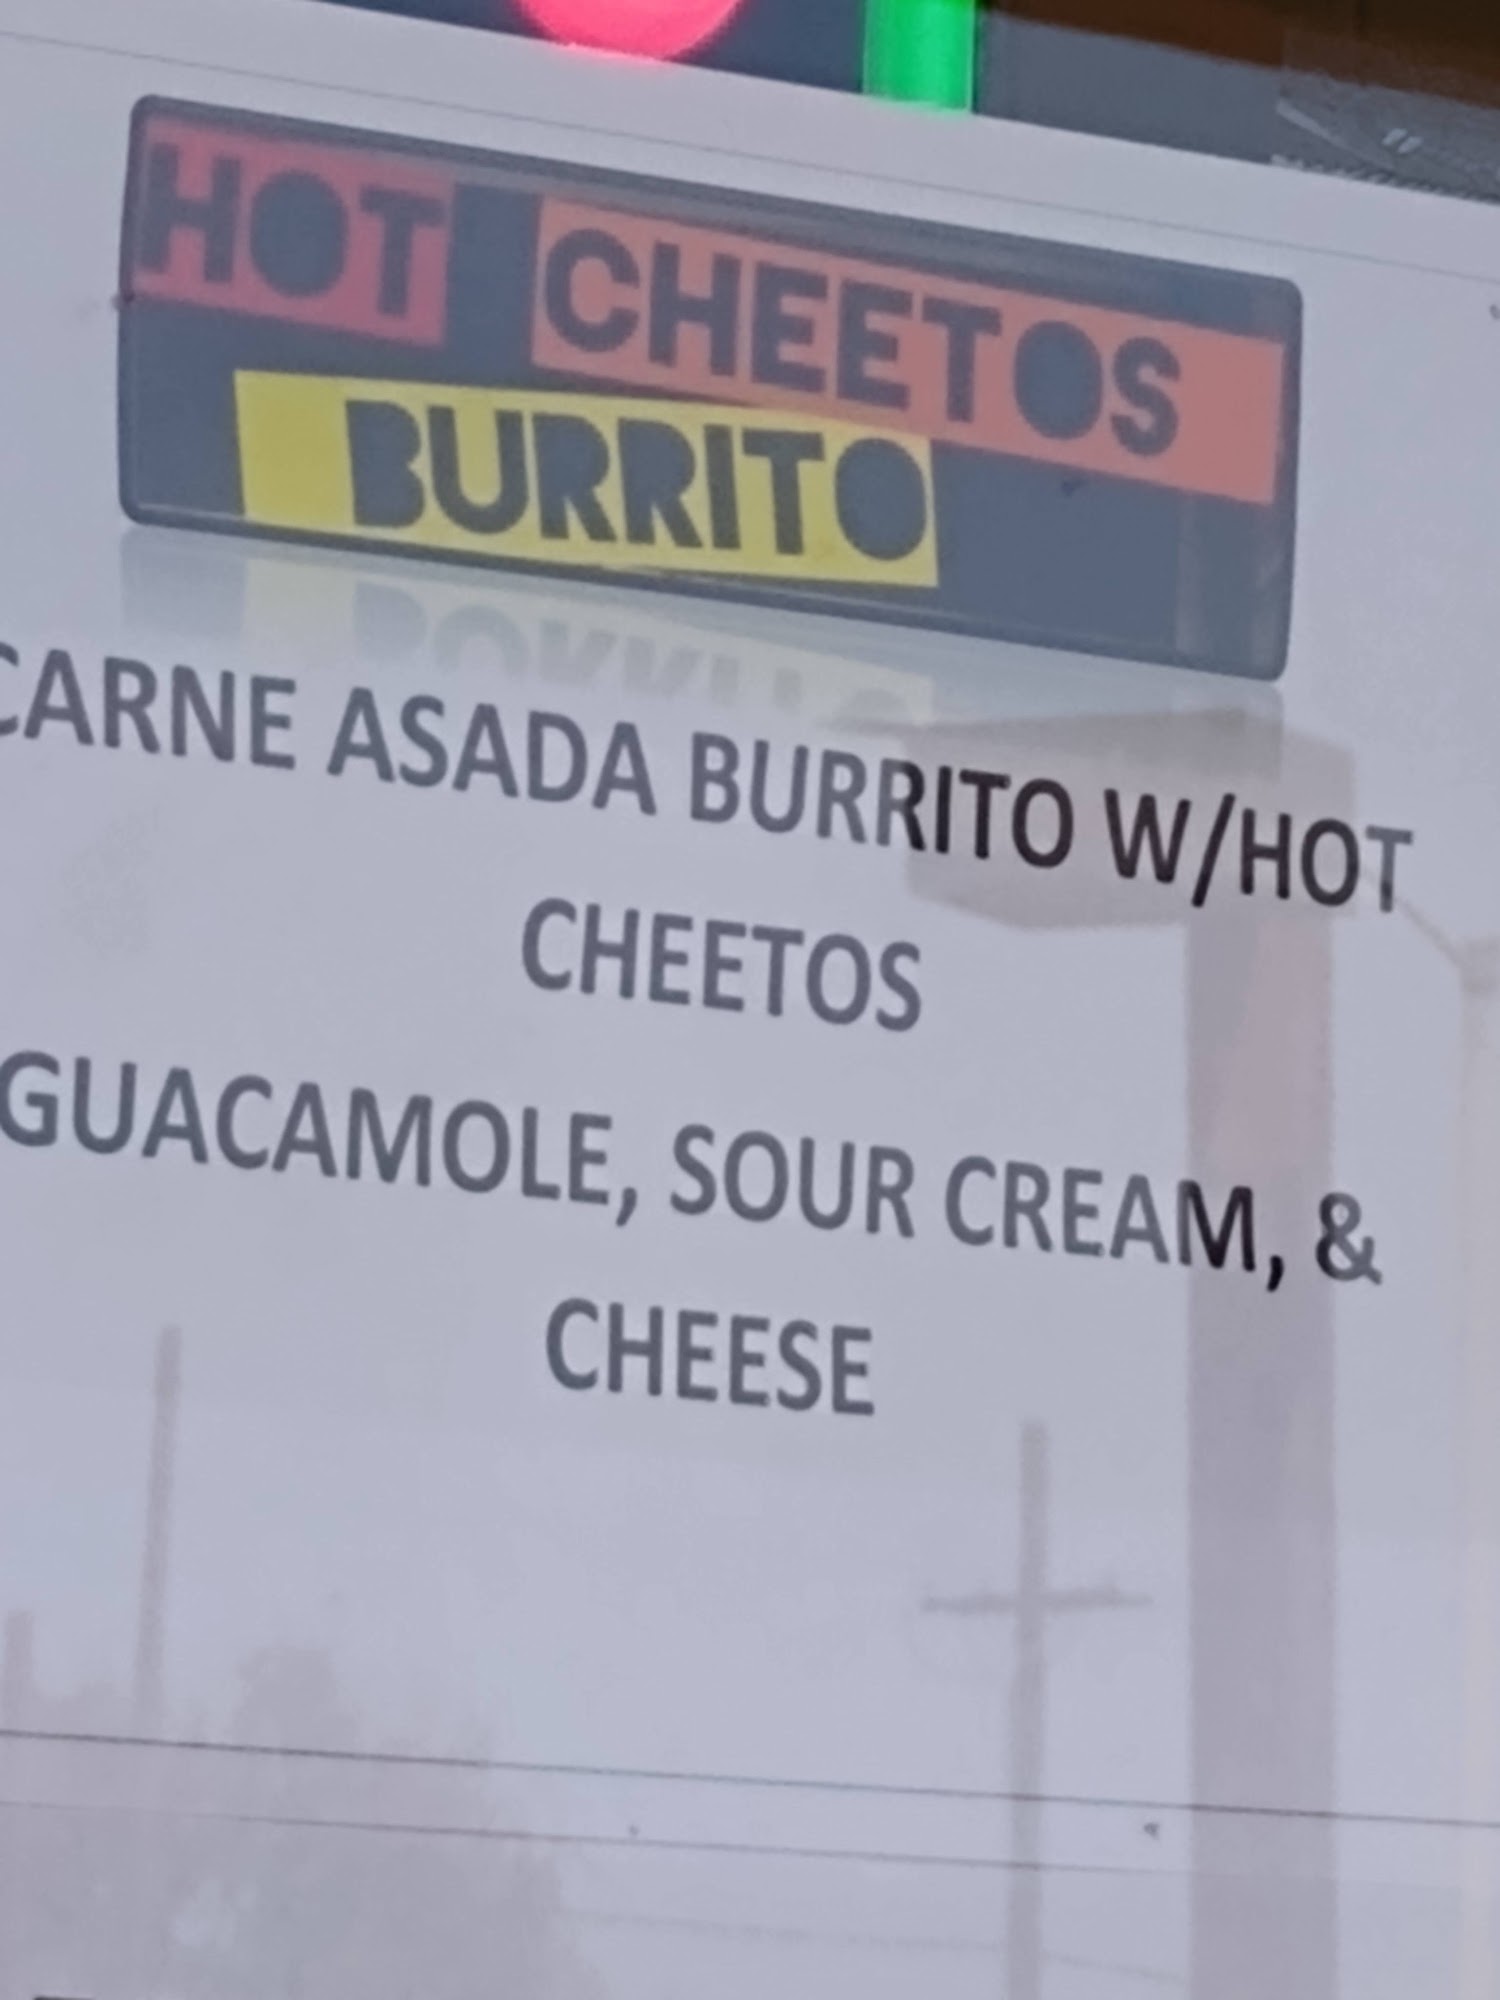 HOT CHEETOS
BURRITO
CARNE ASADA BURRITO W/HOT
CHEETOS
GUACAMOLE, SOUR CREAM, &
CHEESE